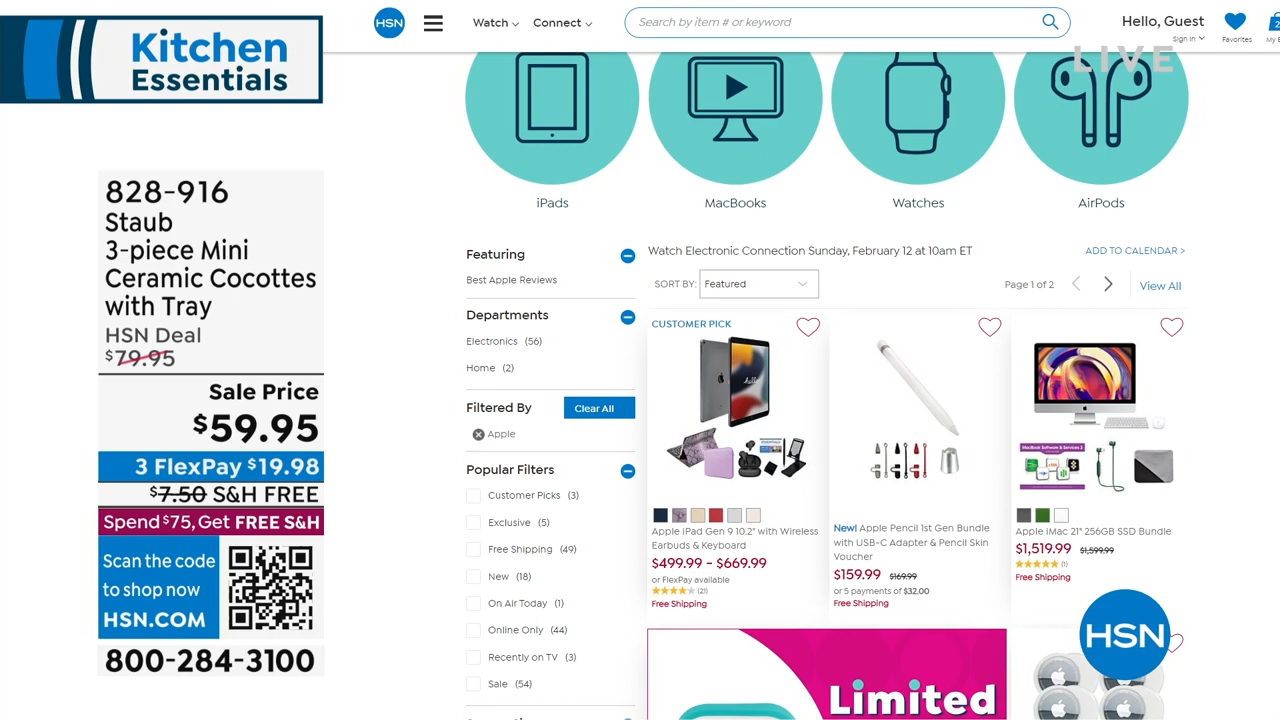 Kitchen
Essentials
HSN
Watch
Connect
Search by item # or keyword
Hello, Guest
Sign In
Favorites
LIVE
828-916
Staub
3-piece Mini
Ceramic Cocottes
with Tray
HSN Deal
$79.95
Sale Price
$59.95
3 FlexPay $19.98
$7.50 S&H FREE
Spend $75, Get FREE S&H
Scan the code
to shop now
HSN.COM
800-284-3100
iPads
MacBooks
Watches
AirPods
Featuring
Best Apple Reviews
Departments
Electronics (56)
Home (2)
Filtered By
Clear All
Apple
Popular Filters
Customer Picks (3)
Exclusive (5)
Free Shipping (49)
New (18)
On Air Today (1)
Online Only (44)
Recently on TV (3)
Sale (54)
Watch Electronic Connection Sunday, February 12 at 10am ET
ADD TO CALENDAR >
SORT BY: Featured
Page 1 of 2
View All
CUSTOMER PICK
Apple iPad Gen 9 10.2" with Wireless
Earbuds & Keyboard
$499.99 - $669.99
or FlexPay available
(21)
Free Shipping
New! Apple Pencil 1st Gen Bundle
with USB-C Adapter & Pencil Skin
Voucher
$159.99 $169.99
or 5 payments of $32.00
Free Shipping
Apple iMac 21" 256GB SSD Bundle
$1,519.99 $1,599.99
(1)
Free Shipping
Limited
HSN